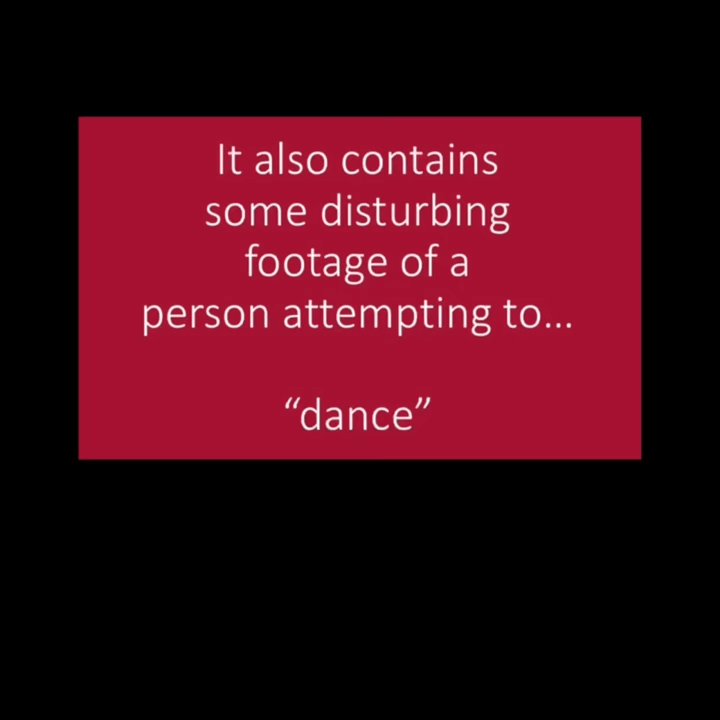 It also contains
some disturbing
footage of a
person attempting to...
“dance”